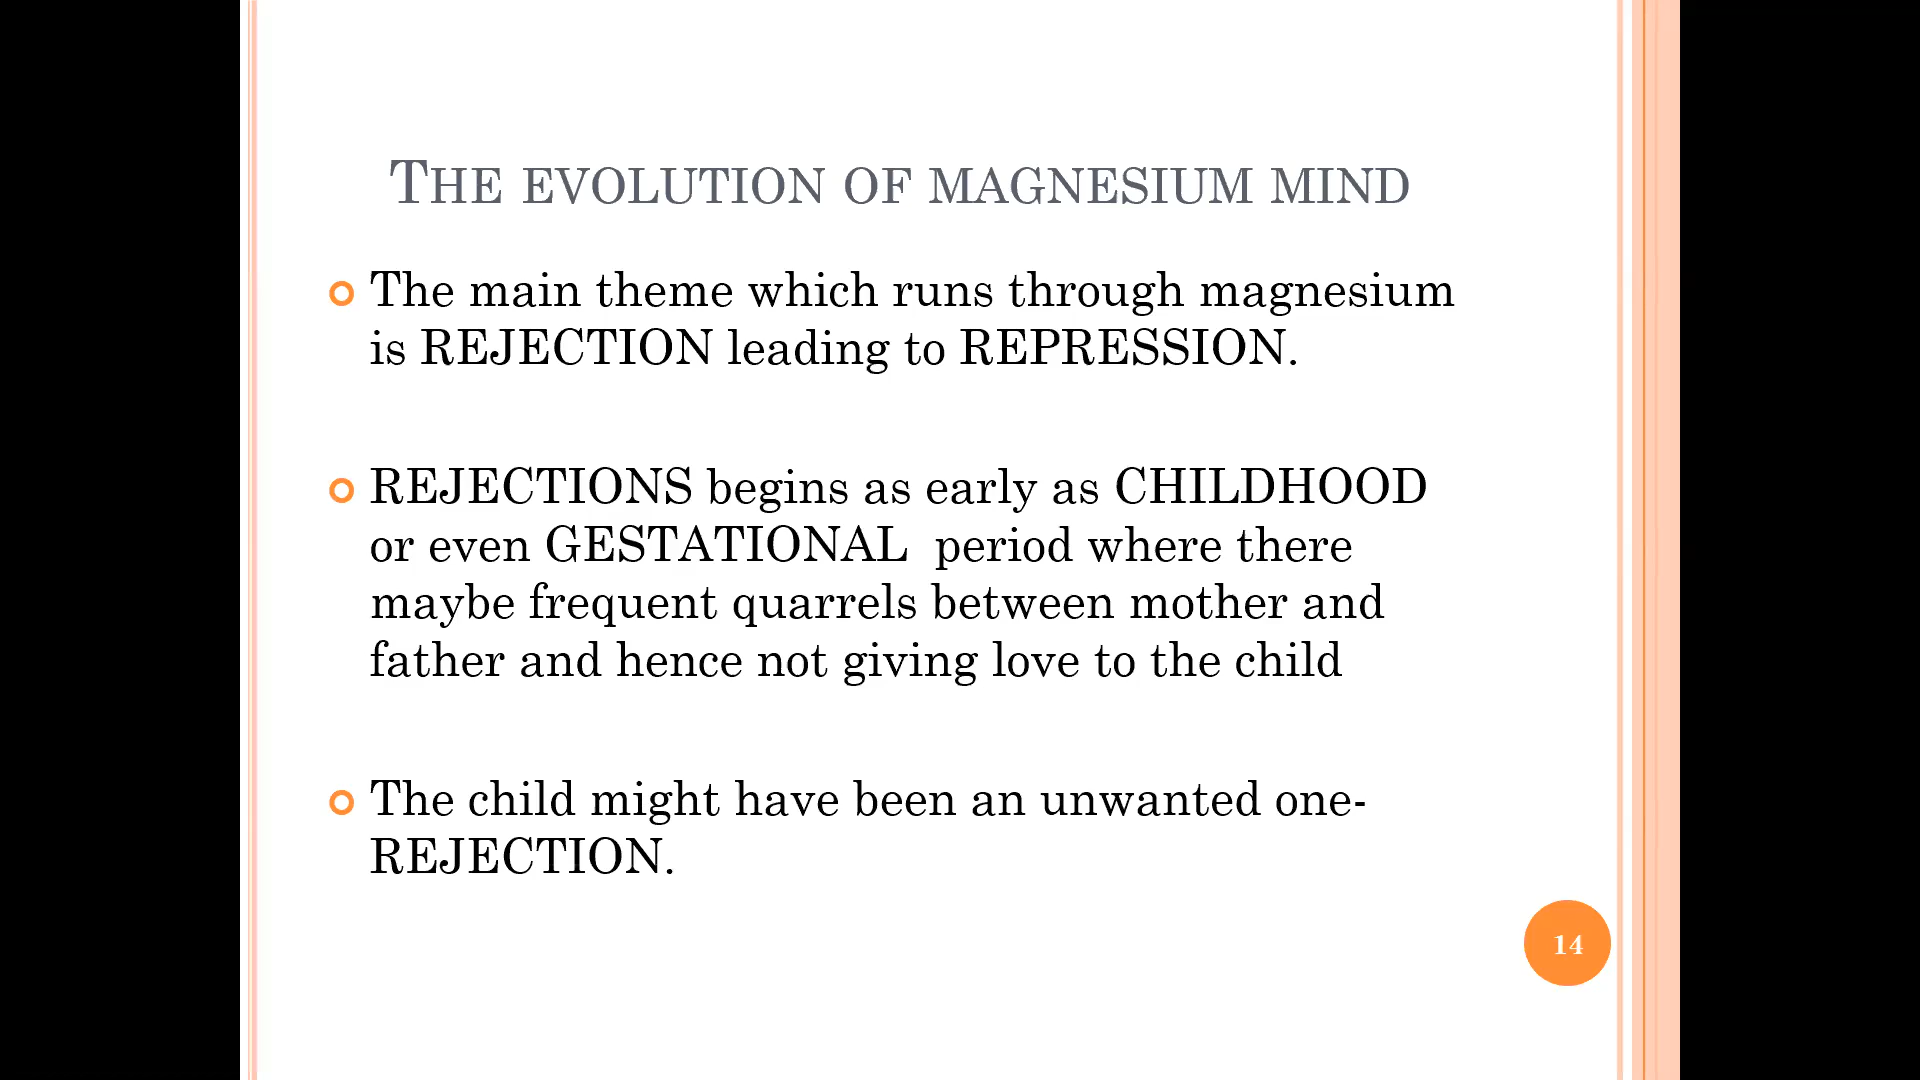 THE EVOLUTION OF MAGNESIUM MIND
The main theme which runs through magnesium
is REJECTION leading to REPRESSION.
REJECTIONS begins as early as CHILDHOOD
or even GESTATIONAL  period where there
maybe frequent quarrels between mother and
father and hence not giving love to the child
The child might have been an unwanted one-
REJECTION.
14